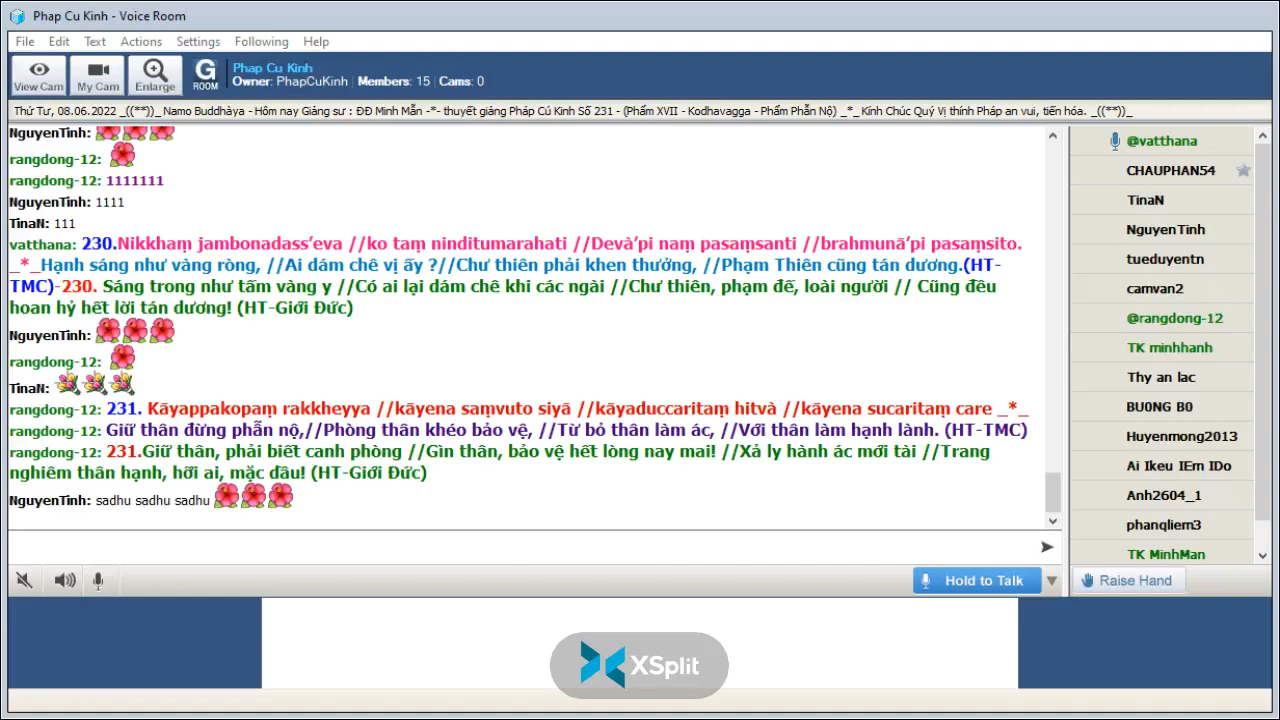 Phap Cu Kinh - Voice Room
File Edit Text Actions Settings Following Help
View Cam My Cam Enlarge G ROOM
Phap Cu Kinh
Owner: PhapCuKinh | Members: 15 | Cams: 0
Thứ Tư, 08.06.2022 _((**))_ Namo Buddhàya - Hôm nay Giảng sư : ĐĐ Minh Mẫn -*- thuyết giảng Pháp Cú Kinh Số 231 - (Phẩm XVII - Kodhavagga - Phẩm Phẫn Nộ) _*_ Kính Chúc Quý Vị thính Pháp an vui, tiến hóa. _((**))_
NguyenTinh:
rangdong-12:
rangdong-12: 1111111
NguyenTinh: 1111
TinaN: 111
vatthana: 230.Nikkhaṃ jambonadass’eva //ko taṃ ninditumarahati //Devà’pi naṃ pasaṃsanti //brahmunā’pi pasaṃsito.
_*_Hạnh sáng như vàng ròng, //Ai dám chê vị ấy ?//Chư thiên phải khen thưởng, //Phạm Thiên cũng tán dương.(HT-
TMC)-230. Sáng trong như tấm vàng y //Có ai lại dám chê khi các ngài //Chư thiên, phạm đế, loài người // Cũng đều
hoan hỷ hết lời tán dương! (HT-Giới Đức)
NguyenTinh:
rangdong-12:
TinaN:
rangdong-12: 231. Kāyappakopaṃ rakkheyya //kāyena saṃvuto siyā //kāyaduccaritaṃ hitvà //kāyena sucaritaṃ care _*_
rangdong-12: Giữ thân đừng phẫn nộ,//Phòng thân khéo bảo vệ, //Từ bỏ thân làm ác, //Với thân làm hạnh lành. (HT-TMC)
rangdong-12: 231.Giữ thân, phải biết canh phòng //Gìn thân, bảo vệ hết lòng nay mai! //Xả ly hành ác mới tài //Trang
nghiêm thân hạnh, hỡi ai, mặc dầu! (HT-Giới Đức)
NguyenTinh: sadhu sadhu sadhu
@vatthana
CHAUPHAN54
TinaN
NguyenTinh
tueduyentn
camvan2
@rangdong-12
TK minhhanh
Thy an lac
BU0NG B0
Huyenmong2013
Ai Ikeu IEm IDo
Anh2604_1
phanqliem3
TK MinhMan
Hold to Talk
Raise Hand
XSplit